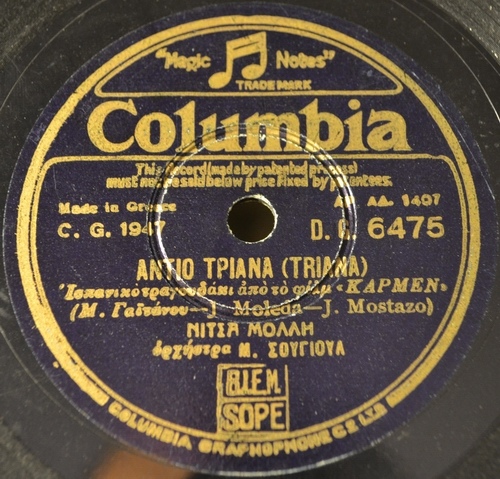 "Magic Notes"
TRADE MARK
Columbia
This record (made by patented process)
must not be sold below price fixed by patentees.
Made in Greece
ΑΔ. 1407
C. G. 1947
D. G. 6475
ΑΝΤΙΟ ΤΡΙΑΝΑ (TRIANA)
Ἰσπανικὸ τραγουδάκι ἀπὸ τὸ φὶλμ «ΚΑΡΜΕΝ»
(Μ. Γαϊτάνου—J. Moleda—J. Mostazo)
ΝΙΤΣΗ ΜΟΛΛΗ
ὀρχήστρα Μ. ΣΟΥΓΙΟΥΛ
B.I.E.M.
SOPE
COLUMBIA GRAPHOPHONE Cº LTD